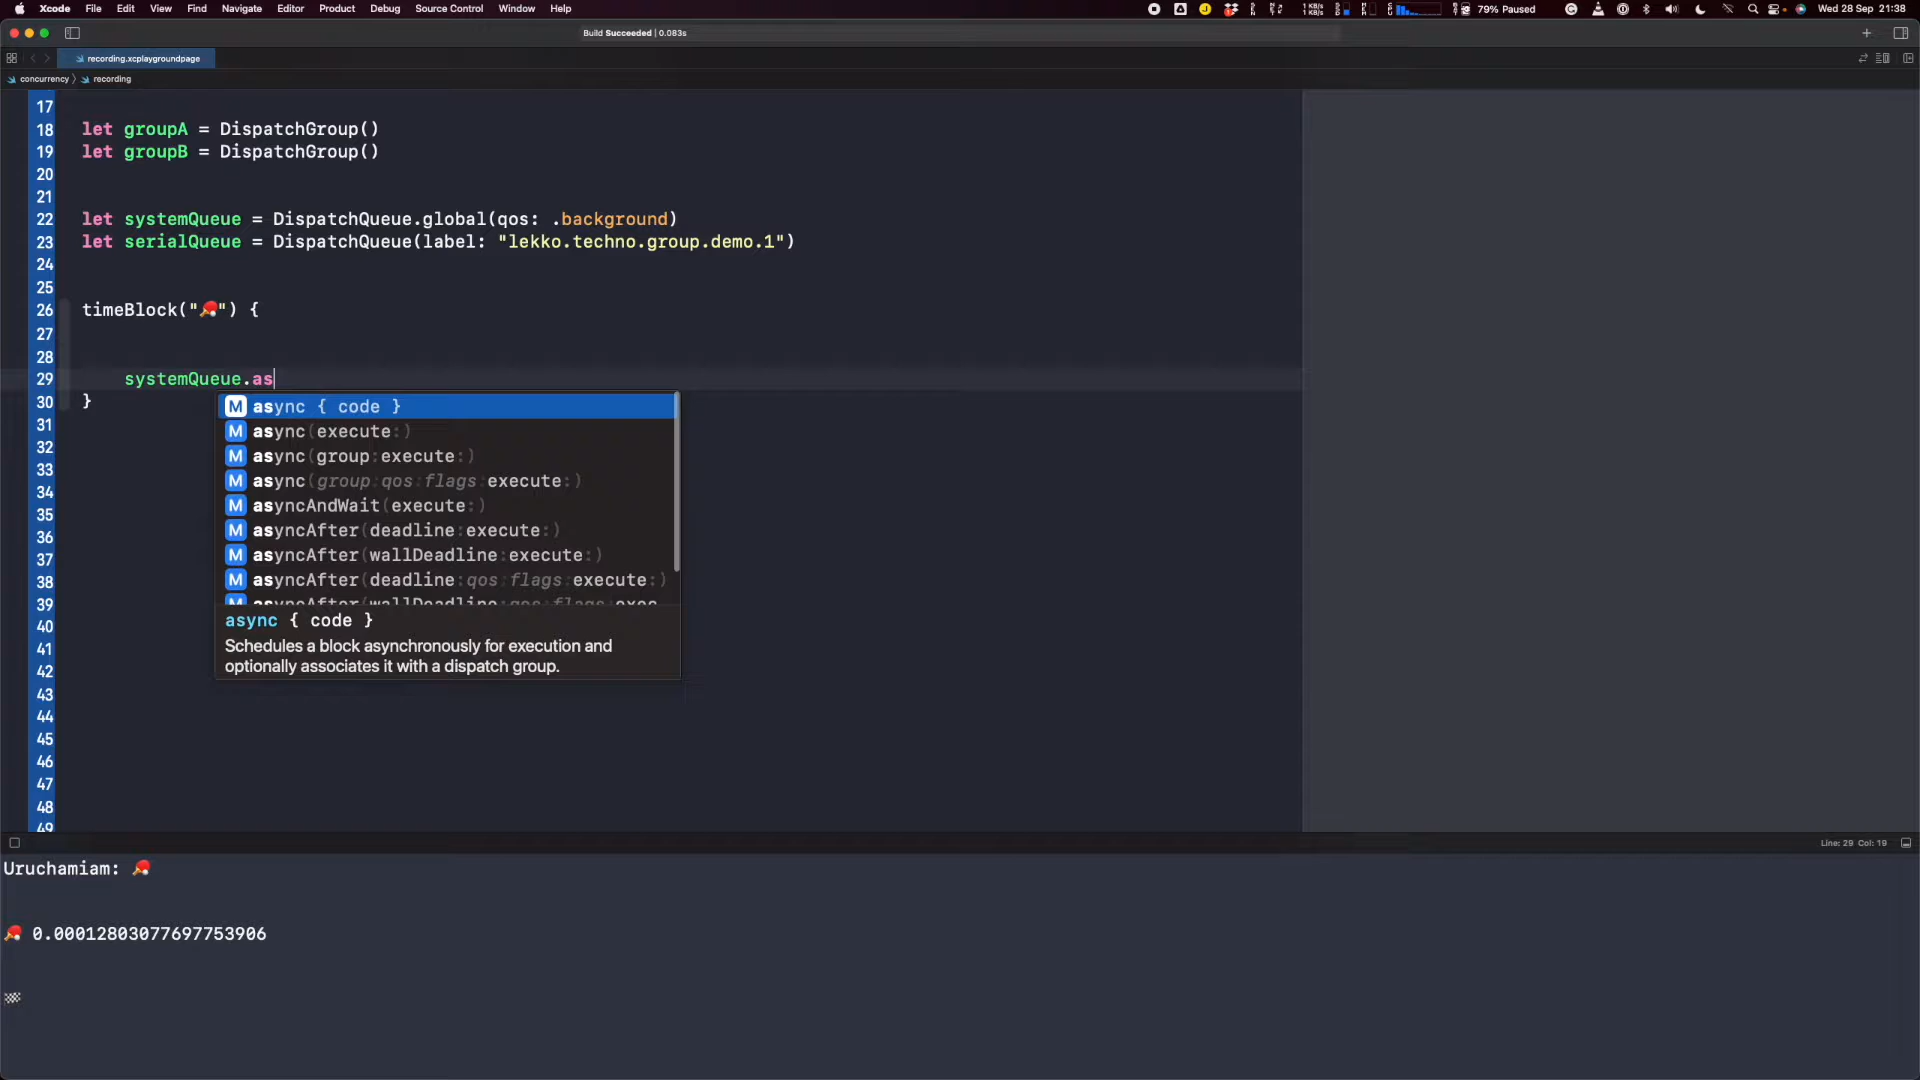 Xcode File Edit View Find Navigate Editor Product Debug Source Control Window Help
1 KB/s
1 KB/s
79% Paused
Wed 28 Sep 21:38
Build Succeeded | 0.083s
recording.xcplaygroundpage
concurrency recording
17
18 let groupA = DispatchGroup()
19 let groupB = DispatchGroup()
20
21
22 let systemQueue = DispatchQueue.global(qos: .background)
23 let serialQueue = DispatchQueue(label: "lekko.techno.group.demo.1")
24
25
26 timeBlock("🏓") {
27
28
29 systemQueue.as
30 }
31
32
33
34
35
36
37
38
39
40
41
42
43
44
45
46
47
48
49
M async { code }
M async(execute:)
M async(group:execute:)
M async(group:qos:flags:execute:)
M asyncAndWait(execute:)
M asyncAfter(deadline:execute:)
M asyncAfter(wallDeadline:execute:)
M asyncAfter(deadline:qos:flags:execute:)
M asyncAfter(wallDeadline:qos:flags:exec
async { code }
Schedules a block asynchronously for execution and
optionally associates it with a dispatch group.
Line: 29 Col: 19
Uruchamiam: 🏓
🏓 0.00012803077697753906
🏁